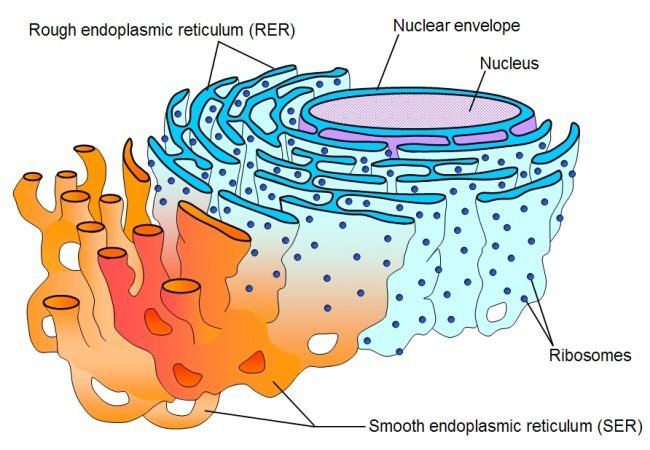 Nuclear envelope
Rough endoplasmic reticulum (RER)
Nucleus
Ribosomes
Smooth endoplasmic reticulum (SER)